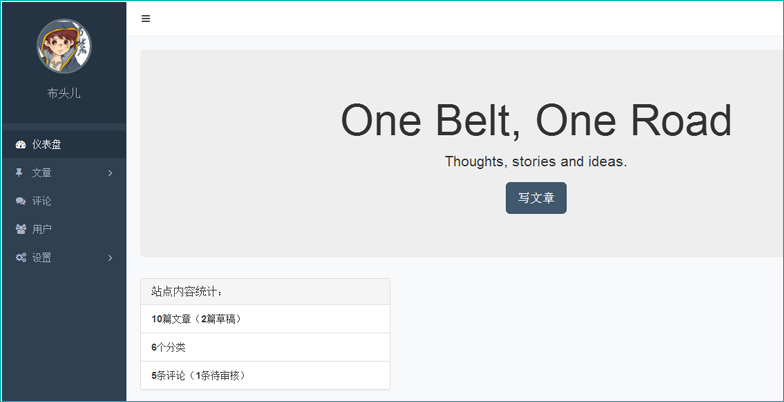 布头儿
仪表盘
文章
评论
用户
设置
One Belt, One Road
Thoughts, stories and ideas.
写文章
站点内容统计：
10篇文章（2篇草稿）
6个分类
5条评论（1条待审核）